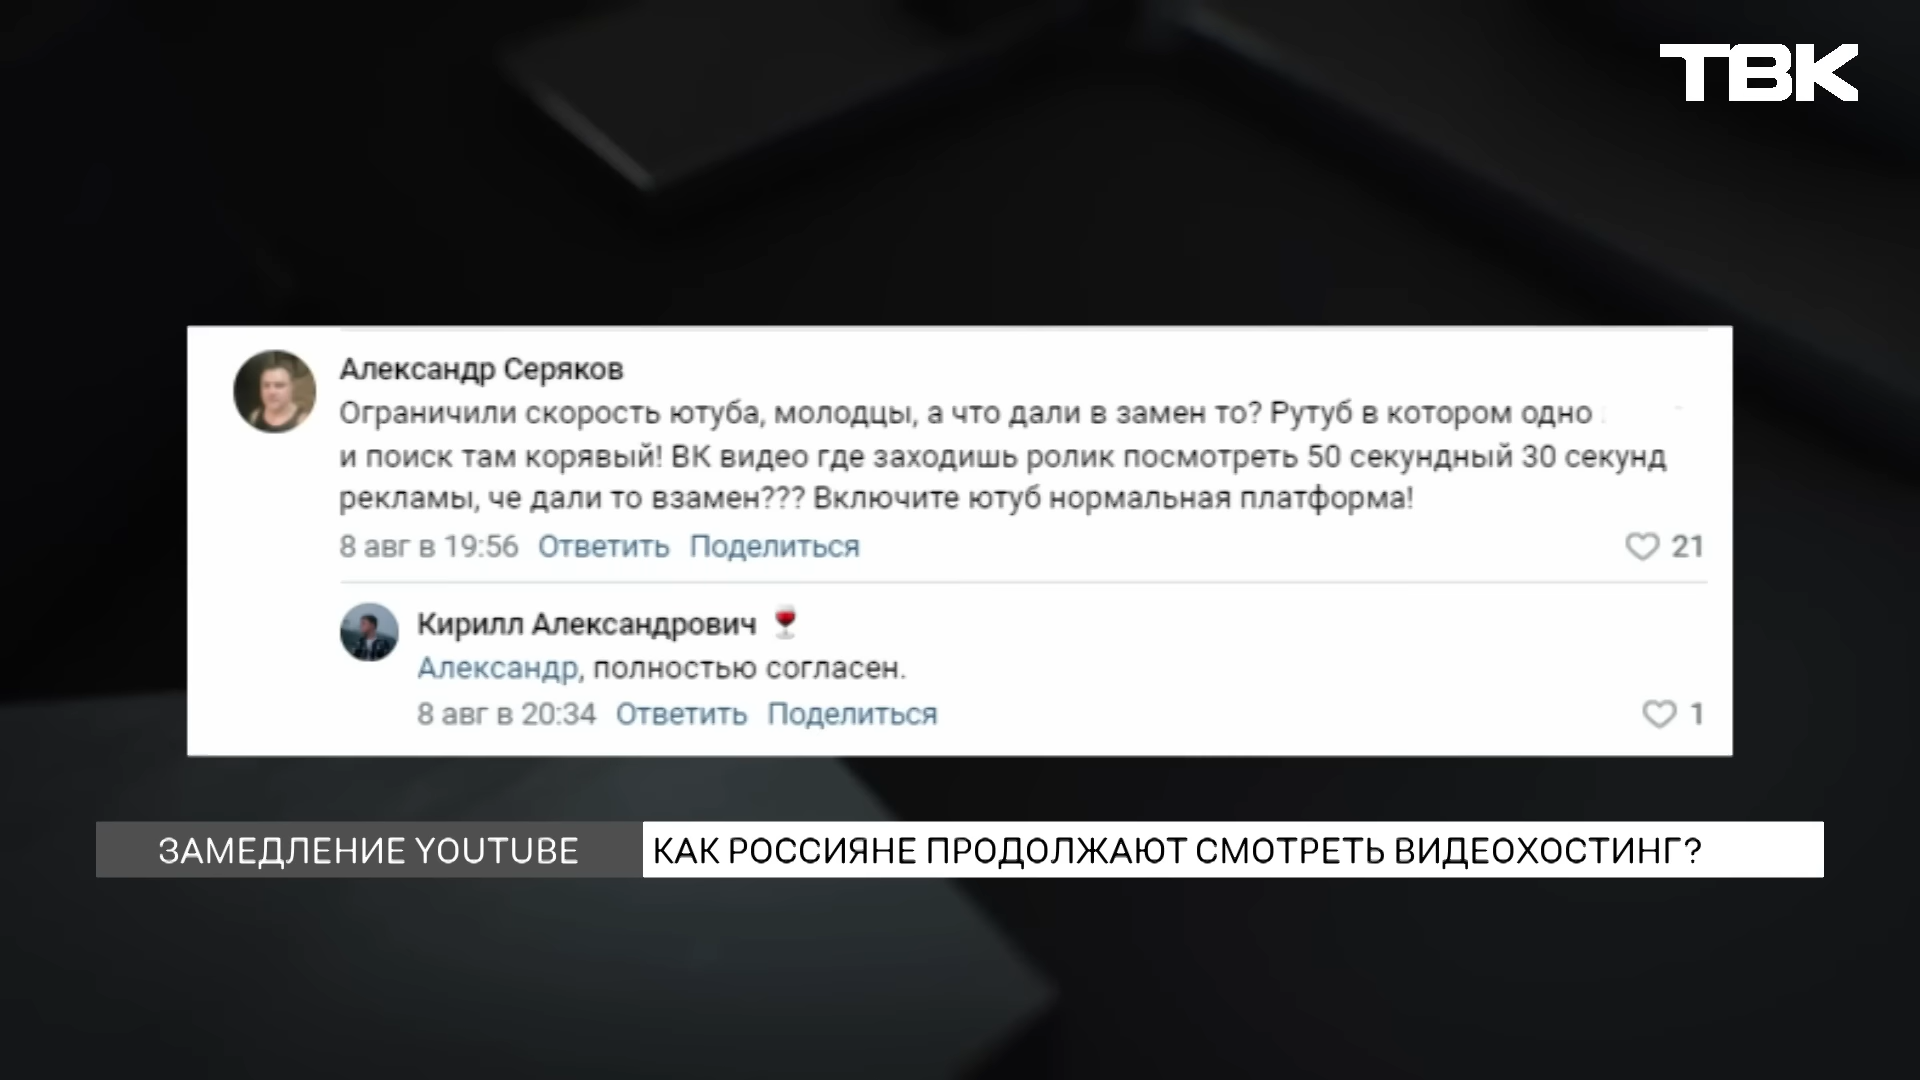 ТВК
Александр Серяков
Ограничили скорость ютуба, молодцы, а что дали в замен то? Рутуб в котором одно
и поиск там корявый! ВК видео где заходишь ролик посмотреть 50 секундный 30 секунд
рекламы, че дали то взамен??? Включите ютуб нормальная платформа!
8 авг в 19:56 Ответить Поделиться 21
Кирилл Александрович 🍷
Александр, полностью согласен.
8 авг в 20:34 Ответить Поделиться 1
ЗАМЕДЛЕНИЕ YOUTUBE КАК РОССИЯНЕ ПРОДОЛЖАЮТ СМОТРЕТЬ ВИДЕОХОСТИНГ?